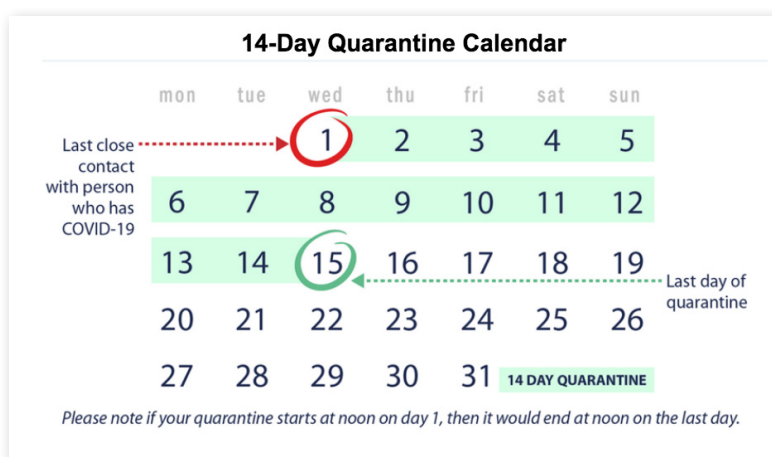 14-Day Quarantine Calendar
mon tue wed thu fri sat sun
Last close
contact
with person
who has
COVID-19
1 2 3 4 5
6 7 8 9 10 11 12
13 14 15 16 17 18 19
Last day of
quarantine
20 21 22 23 24 25 26
27 28 29 30 31 14 DAY QUARANTINE
Please note if your quarantine starts at noon on day 1, then it would end at noon on the last day.